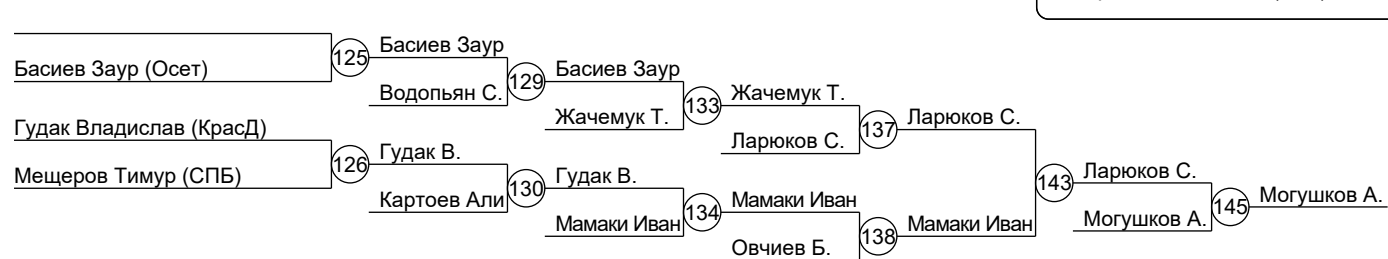 125
Басиев Заур
Басиев Заур (Осет)
129
Басиев Заур
Водопьян С.
133
Жачемук Т.
Жачемук Т.
137
Ларюков С.
Гудак Владислав (КрасД)
Ларюков С.
126
Гудак В.
Мещеров Тимур (СПБ)
130
Гудак В.
143
Ларюков С.
Картоев Али
134
Мамаки Иван
145
Могушков А.
Мамаки Иван
138
Мамаки Иван
Могушков А.
Овчиев Б.